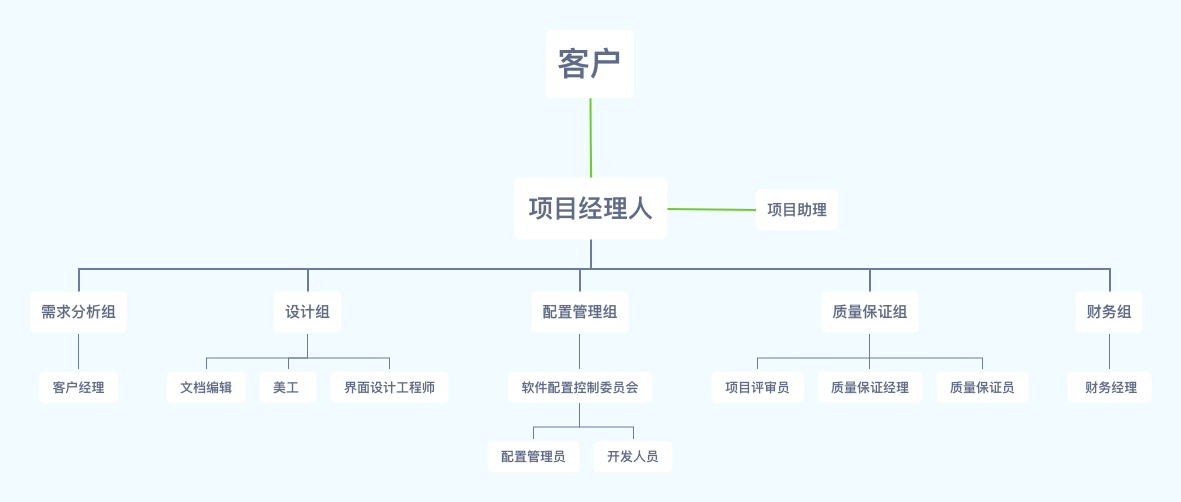 客户
项目经理人
项目助理
需求分析组
设计组
配置管理组
质量保证组
财务组
客户经理
文档编辑
美工
界面设计工程师
软件配置控制委员会
项目评审员
质量保证经理
质量保证员
财务经理
配置管理员
开发人员